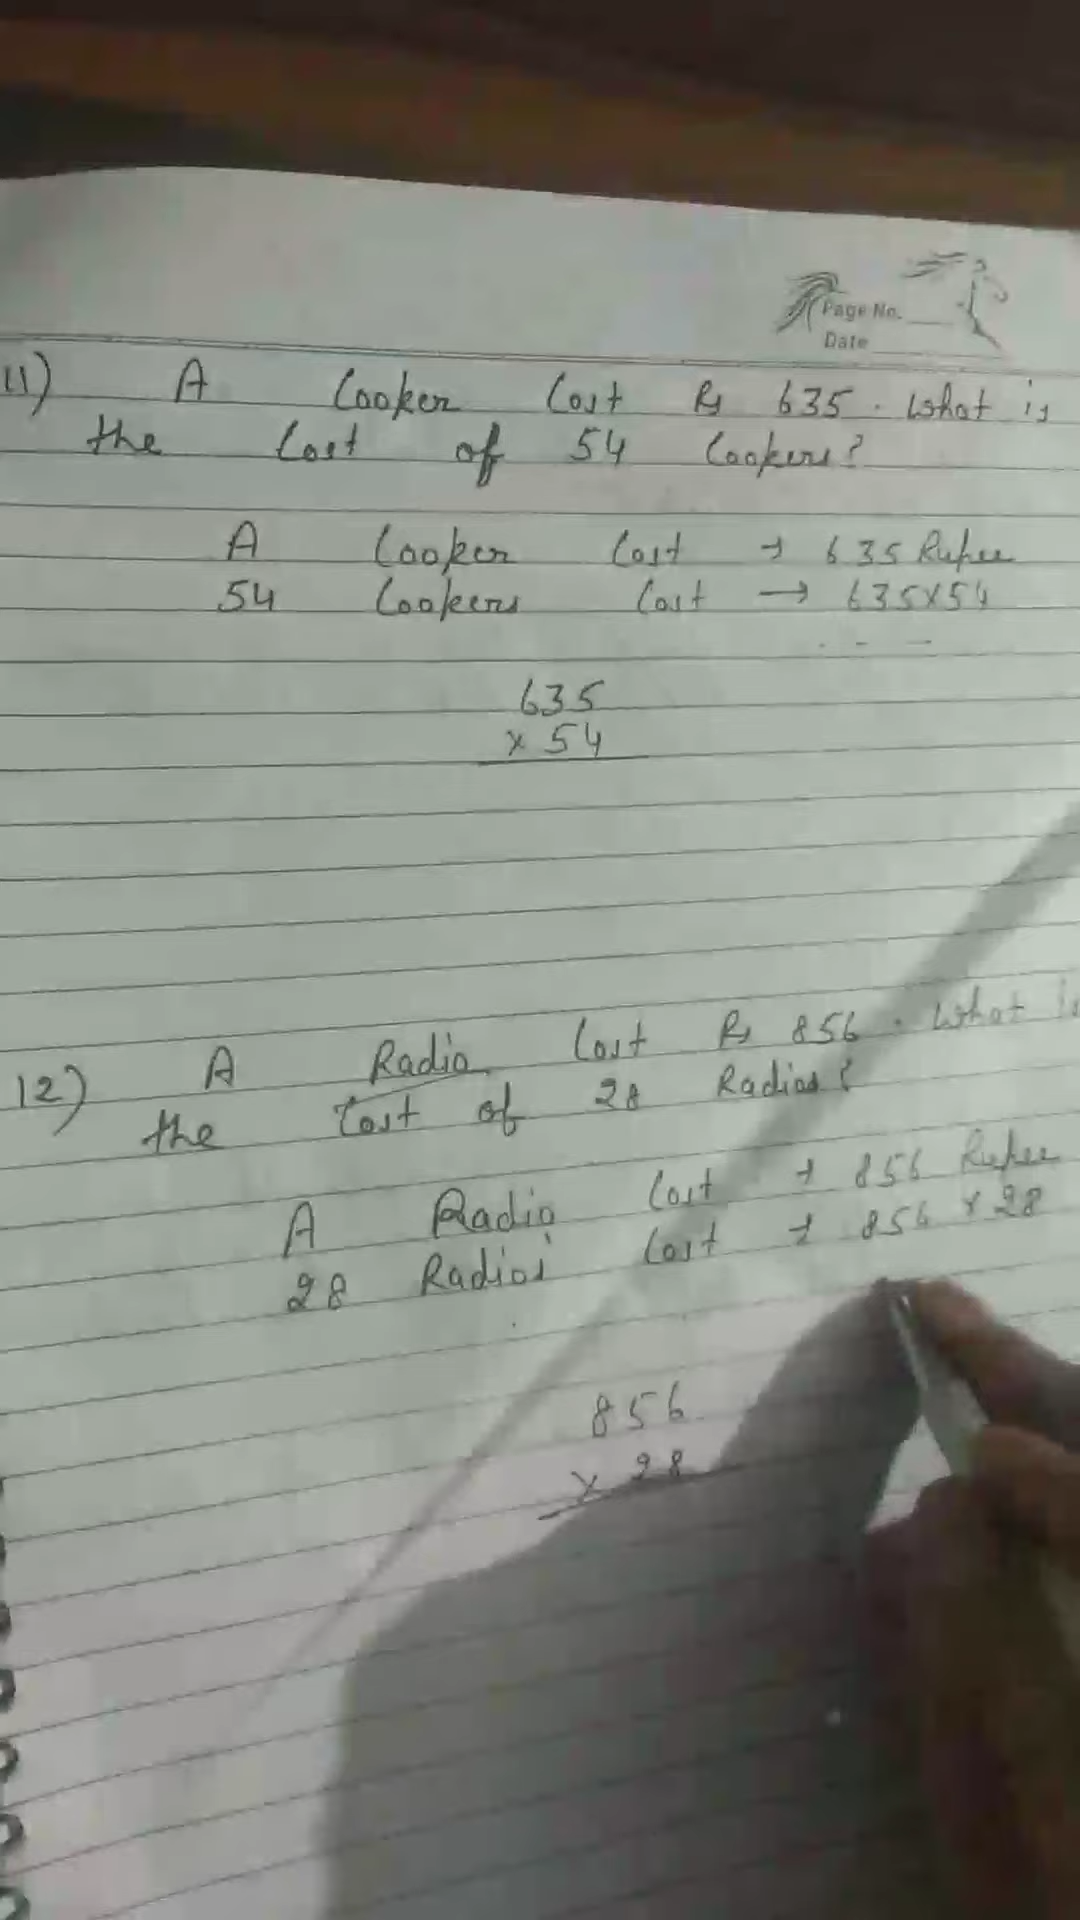 Page No.
Date
11) A Cooker Cost Rs 635. What is
the Cost of 54 Cookers?
A Cooker Cost → 635 Rupee
54 Cookers Cost → 635x54
635
x 54
12) A Radio Cost Rs 856. What is
the Cost of 28 Radios?
A Radio Cost → 856 Rupee
28 Radios Cost → 856 x 28
856
x 28